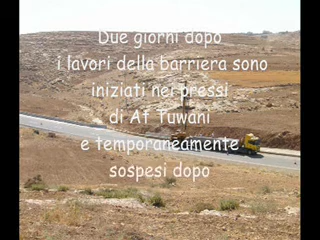 Due giorni dopo
i lavori della barriera sono
iniziati nei pressi
di At Tuwani
e temporaneamente
sospesi dopo